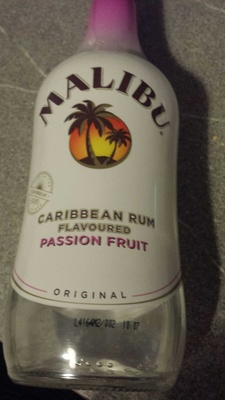 MALIBU
CARIBBEAN RUM
FLAVOURED
PASSION FRUIT
ORIGINAL